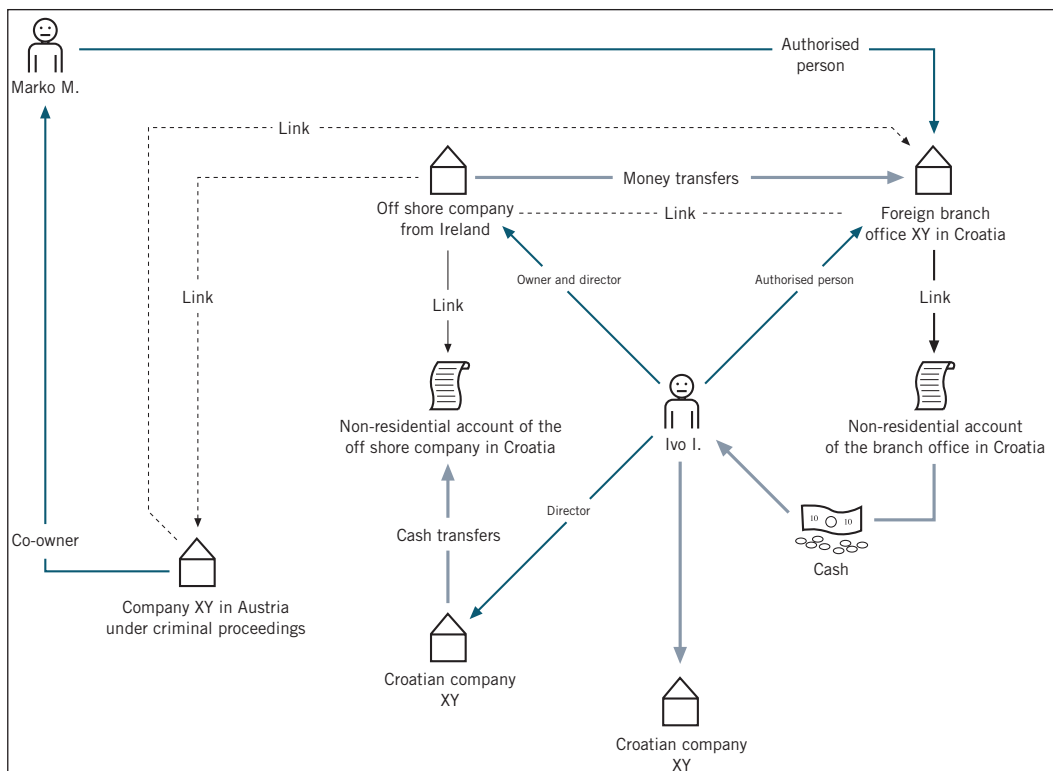 Authorised
person
Marko M.
Link
Money transfers
Off shore company
from Ireland
Link
Foreign branch
office XY in Croatia
Owner and director
Authorised person
Link
Link
Link
Non-residential account of the
off shore company in Croatia
Ivo I.
Non-residential account
of the branch office in Croatia
Director
Cash transfers
10
10
Co-owner
Cash
Company XY in Austria
under criminal proceedings
Croatian company
XY
Croatian company
XY